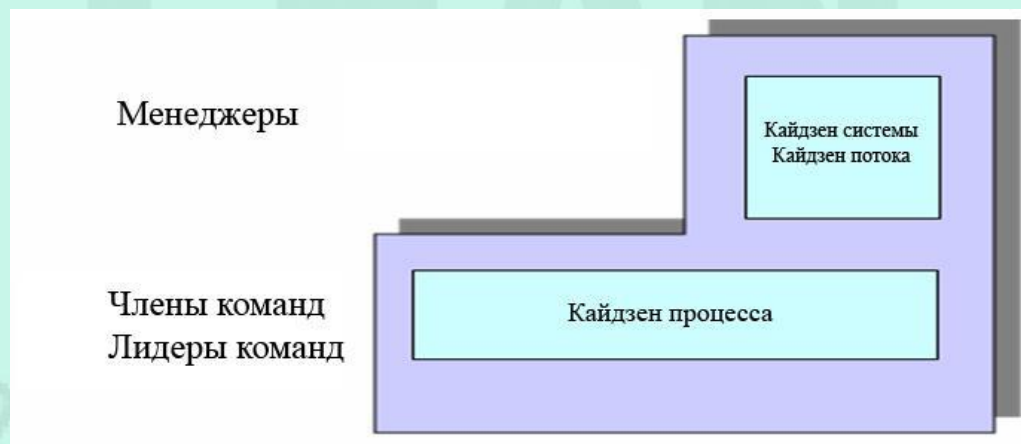 Менеджеры
Кайдзен системы
Кайдзен потока
Члены команд
Лидеры команд
Кайдзен процесса